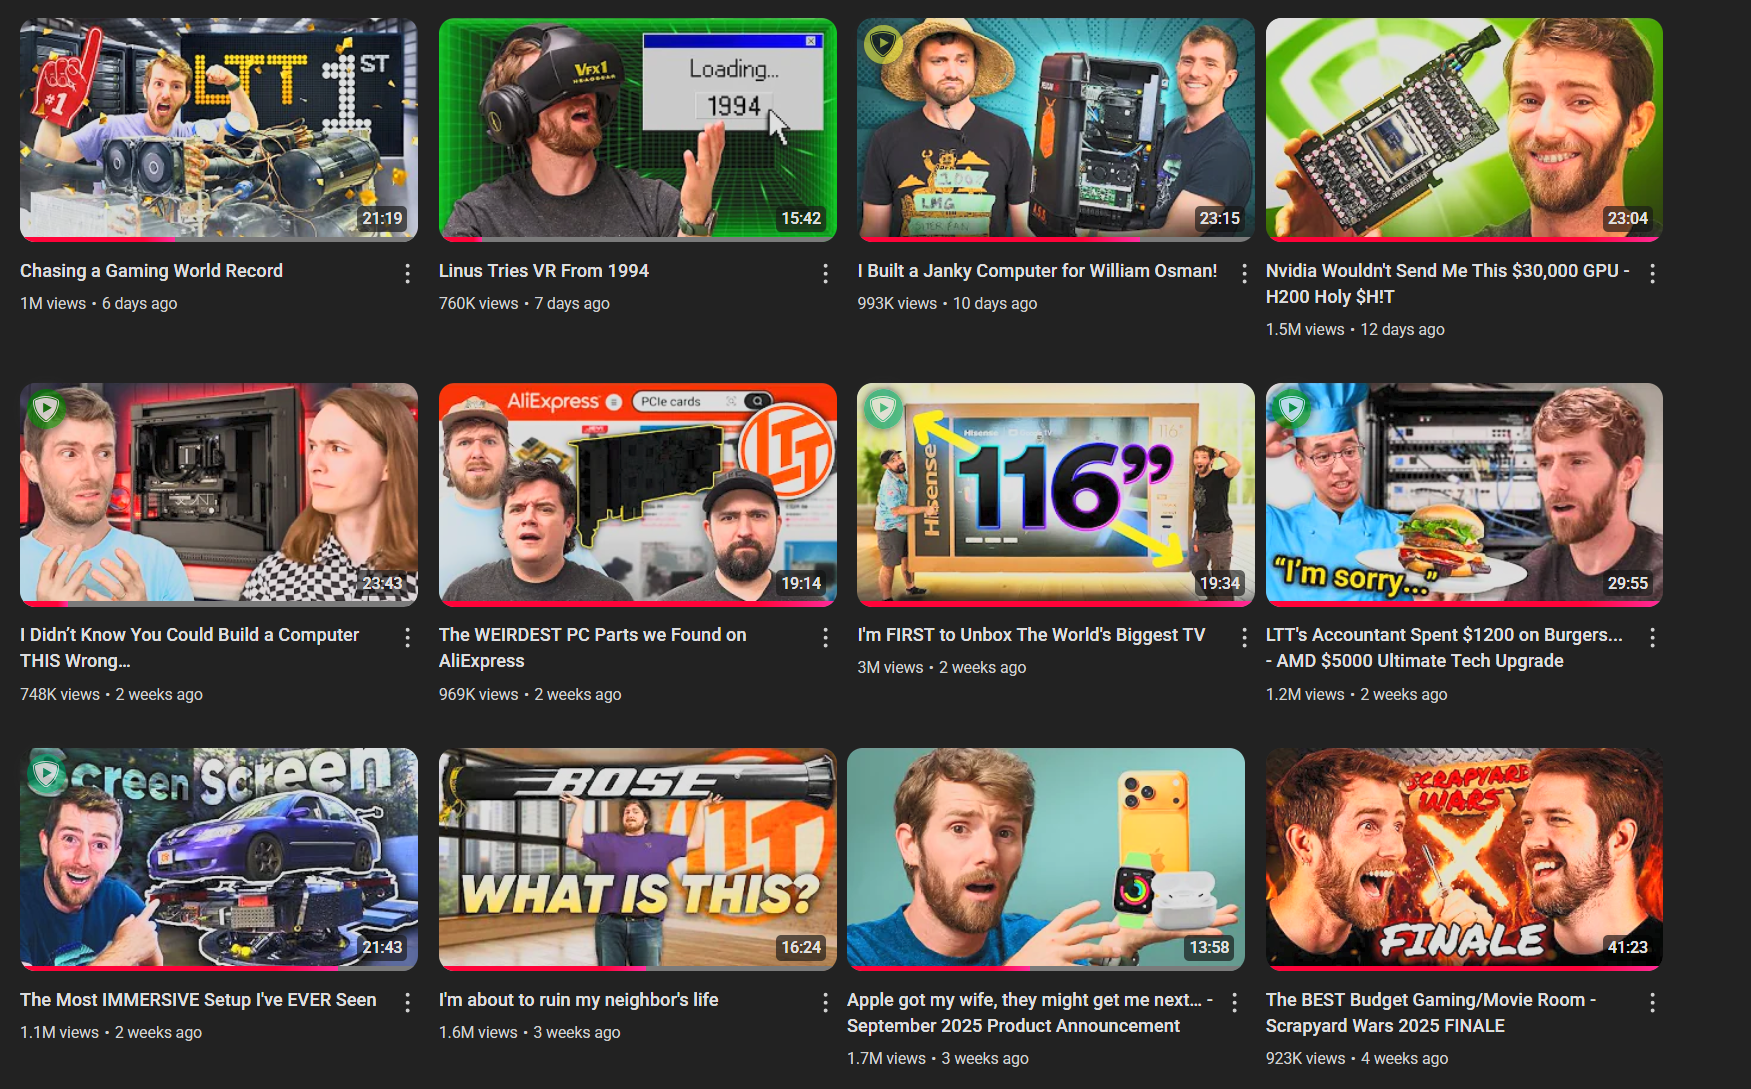 #1
LTT 1ST
21:19
VFX1
HEADGEAR
Loading...
1994
15:42
LMG
23:15
23:04
Chasing a Gaming World Record
1M views • 6 days ago
Linus Tries VR From 1994
760K views • 7 days ago
I Built a Janky Computer for William Osman!
993K views • 10 days ago
Nvidia Wouldn't Send Me This $30,000 GPU -
H200 Holy $H!T
1.5M views • 12 days ago
23:43
AliExpress
PCIe cards
LTT
19:14
Hisense
Hisense
116"
116”
19:34
“I'm sorry...”
29:55
I Didn’t Know You Could Build a Computer
THIS Wrong...
748K views • 2 weeks ago
The WEIRDEST PC Parts we Found on
AliExpress
969K views • 2 weeks ago
I'm FIRST to Unbox The World's Biggest TV
3M views • 2 weeks ago
LTT's Accountant Spent $1200 on Burgers...
- AMD $5000 Ultimate Tech Upgrade
1.2M views • 2 weeks ago
Screen Screen
21:43
BOSE
WHAT IS THIS?
16:24
13:58
SCRAPYARD
WARS
FINALE
41:23
The Most IMMERSIVE Setup I've EVER Seen
1.1M views • 2 weeks ago
I'm about to ruin my neighbor's life
1.6M views • 3 weeks ago
Apple got my wife, they might get me next... -
September 2025 Product Announcement
1.7M views • 3 weeks ago
The BEST Budget Gaming/Movie Room -
Scrapyard Wars 2025 FINALE
923K views • 4 weeks ago